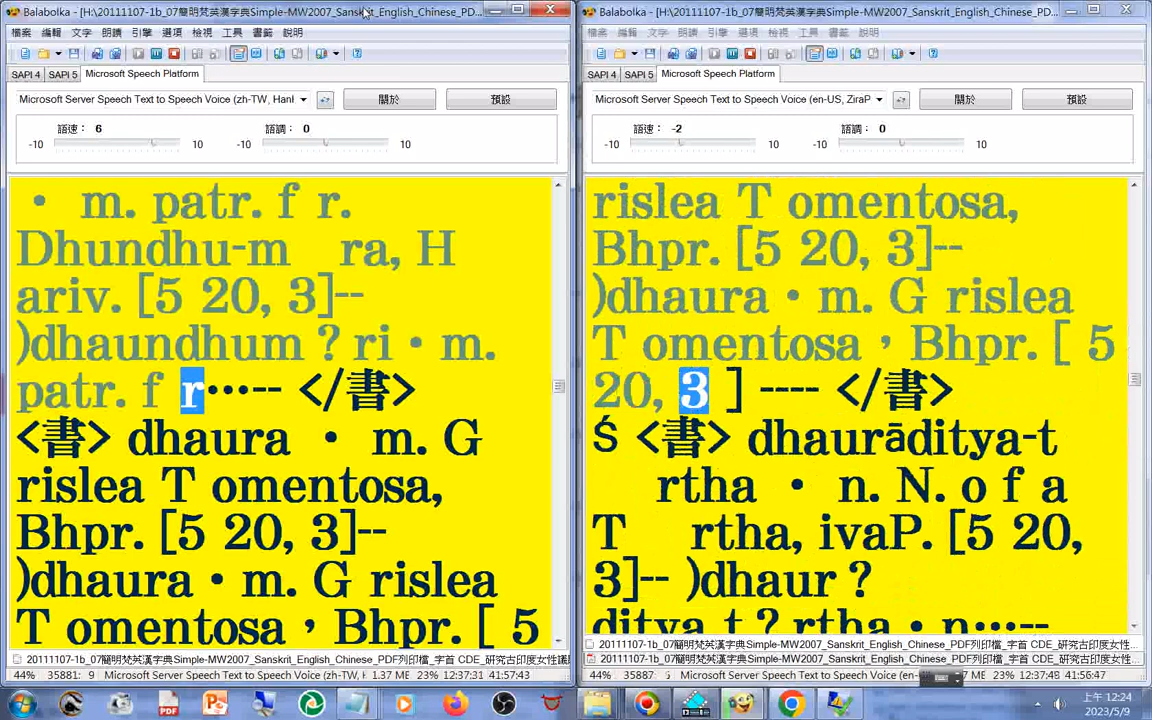 Balabolka - [H:\20111107-1b_07簡明梵英漢字典Simple-MW2007_Sanskrit_English_Chinese_PD...
檔案 編輯 文字 朗讀 引擎 選項 檢視 工具 書籤 說明
SAPI 4 SAPI 5 Microsoft Speech Platform
Microsoft Server Speech Text to Speech Voice (zh-TW, Hanl
關於 預設
語速： 6 語調： 0
-10 10 -10 10
• m. patr. f r.
Dhundhu-m ra, H
ariv. [5 20, 3]--
)dhaundhum ? ri • m.
patr. f r…-- </書>
<書> dhaura • m. G
rislea T omentosa,
Bhpr. [5 20, 3]--
)dhaura • m. G rislea
T omentosa，Bhpr. [ 5
20111107-1b_07簡明梵英漢字典Simple-MW2007_Sanskrit_English_Chinese_PDF列印檔_字首 CDE_研究古印度女性議
44% 35881: 9 Microsoft Server Speech Text to Speech Voice (zh-TW, H 1.37 MB 23% 12:37:31 41:57:43
Balabolka - [H:\20111107-1b_07簡明梵英漢字典Simple-MW2007_Sanskrit_English_Chinese_PD...
檔案 編輯 文字 朗讀 引擎 選項 檢視 工具 書籤 說明
SAPI 4 SAPI 5 Microsoft Speech Platform
Microsoft Server Speech Text to Speech Voice (en-US, ZiraP
關於 預設
語速： -2 語調： 0
-10 10 -10 10
rislea T omentosa,
Bhpr. [5 20, 3]--
)dhaura • m. G rislea
T omentosa，Bhpr. [ 5
20, 3 ] ---- </書>
Ś <書> dhaurāditya-t
rtha • n. N. o f a
T rtha, ivaP. [5 20,
3]-- )dhaur ?
ditya t ? rtha • n…--
20111107-1b_07簡明梵英漢字典Simple-MW2007_Sanskrit_English_Chinese_PDF列印檔_字首 CDE_研究古印度女性
20111107-1b_07簡明梵英漢字典Simple-MW2007_Sanskrit_English_Chinese_PDF列印檔_字首 CDE_研究古印度女性
44% 35887: Microsoft Server Speech Text to Speech Voice (en-U MB 23% 12:37:4 41:56:47
上午 12:24
2023/5/9